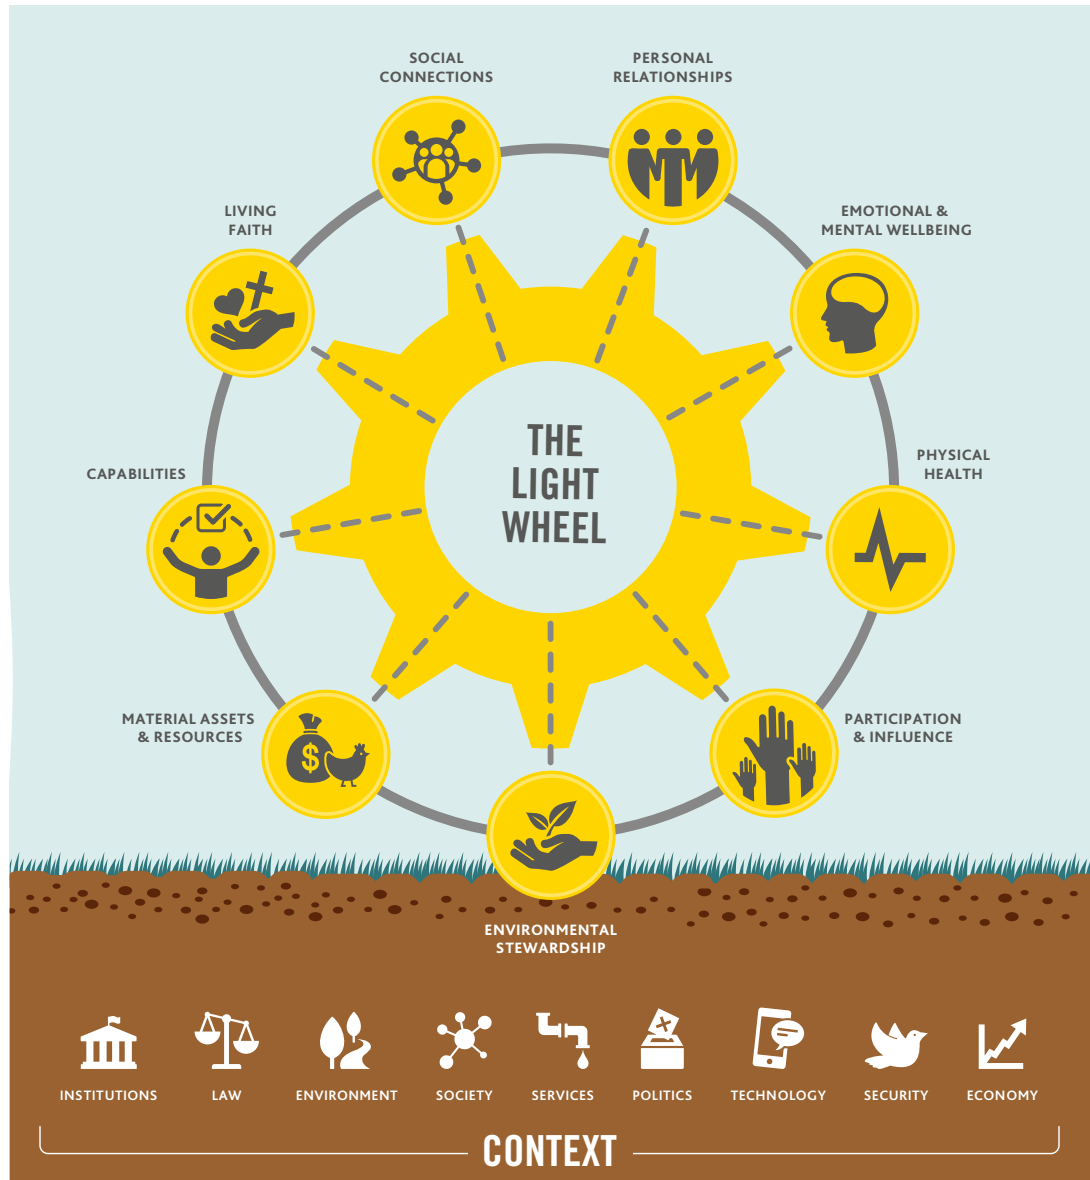 SOCIAL
CONNECTIONS
PERSONAL
RELATIONSHIPS
LIVING
FAITH
EMOTIONAL &
MENTAL WELLBEING
THE
LIGHT
WHEEL
CAPABILITIES
PHYSICAL
HEALTH
MATERIAL ASSETS
& RESOURCES
$
PARTICIPATION
& INFLUENCE
ENVIRONMENTAL
STEWARDSHIP
INSTITUTIONS
LAW
ENVIRONMENT
SOCIETY
SERVICES
POLITICS
TECHNOLOGY
SECURITY
ECONOMY
CONTEXT